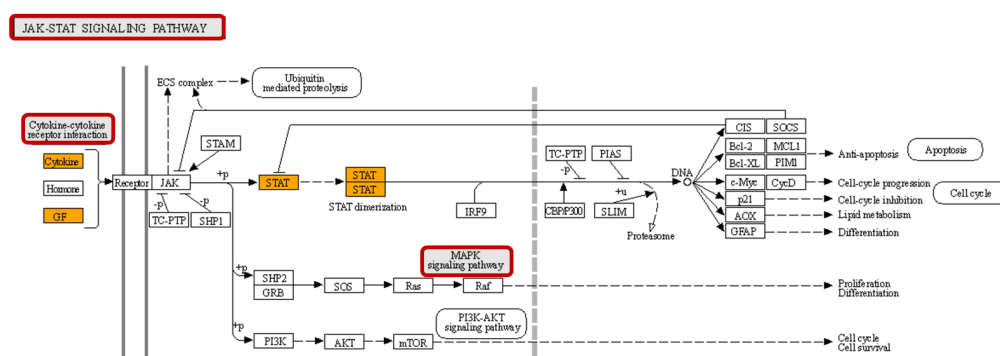 JAK-STAT SIGNALING PATHWAY
ECS complex
Ubiquitin
mediated proteolysis
Cytokine-cytokine
receptor interaction
Cytokine
Hormone
GF
Receptor
JAK
STAM
+p
-p
-p
TC-PTP
SHP1
STAT
STAT
STAT
STAT dimerization
IRF9
TC-PTP
PIAS
-p
+u
CBP/P300
SLIM
Proteasome
DNA
CIS
SOCS
Bcl-2
MCL1
Bcl-XL
PIM1
c-Myc
CycD
p21
AOX
GFAP
Anti-apoptosis
Apoptosis
Cell-cycle progression
Cell-cycle inhibition
Cell cycle
Lipid metabolism
Differentiation
+p
SHP2
GRB
SOS
Ras
Raf
MAPK
signaling pathway
Proliferation
Differentiation
+p
PI3K
AKT
mTOR
PI3K-AKT
signaling pathway
Cell cycle
Cell survival